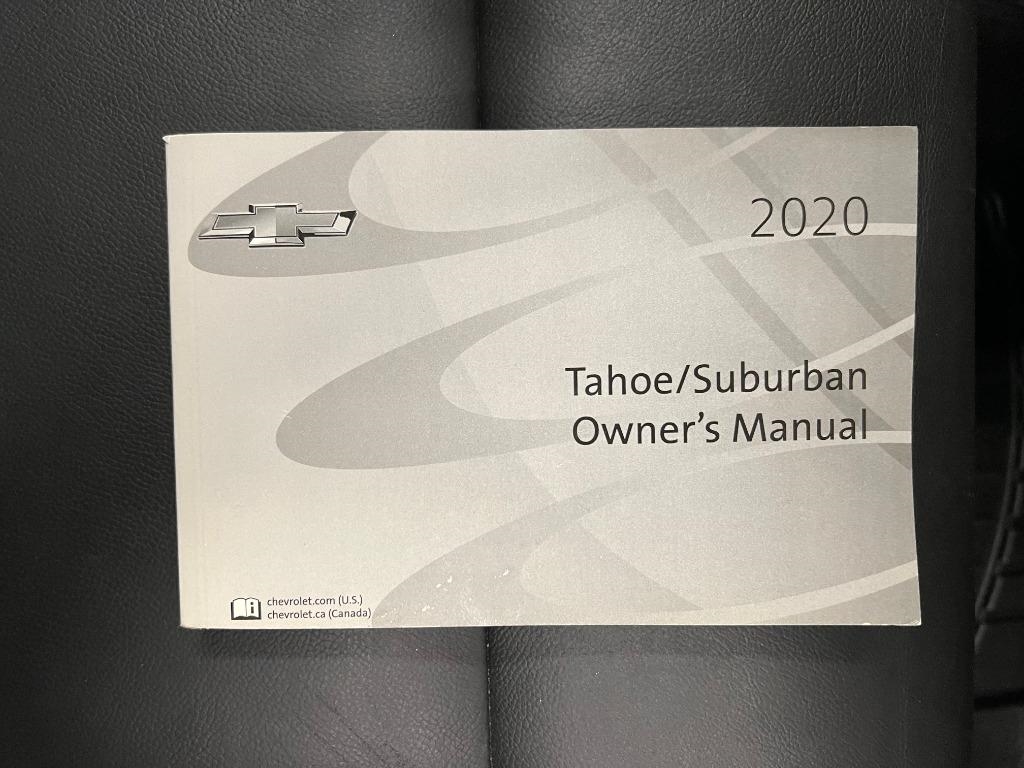 2020
Tahoe/Suburban
Owner's Manual
chevrolet.com (U.S.)
chevrolet.ca (Canada)